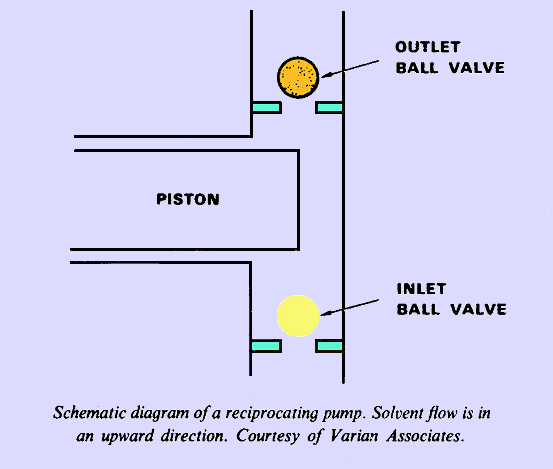 OUTLET
BALL VALVE
PISTON
INLET
BALL VALVE
Schematic diagram of a reciprocating pump. Solvent flow is in
an upward direction. Courtesy of Varian Associates.